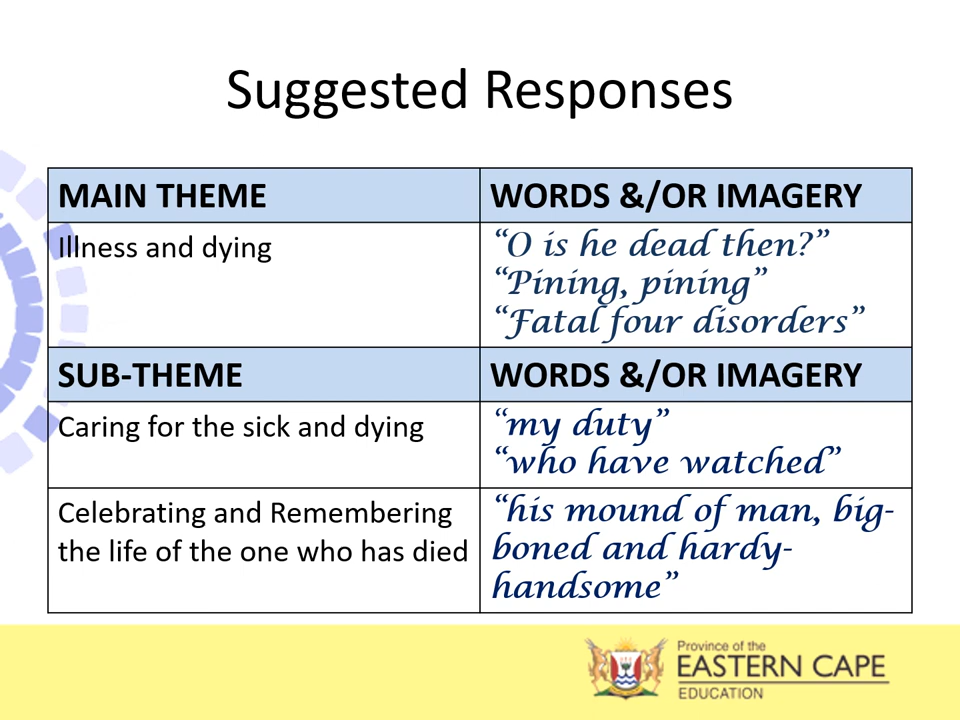 Suggested Responses
MAIN THEME
WORDS &/OR IMAGERY
Illness and dying
“O is he dead then?”
“Pining, pining”
“Fatal four disorders”
SUB-THEME
WORDS &/OR IMAGERY
Caring for the sick and dying
“my duty”
“who have watched”
Celebrating and Remembering
the life of the one who has died
“his mound of man, big-
boned and hardy-
handsome”
Province of the
EASTERN CAPE
EDUCATION